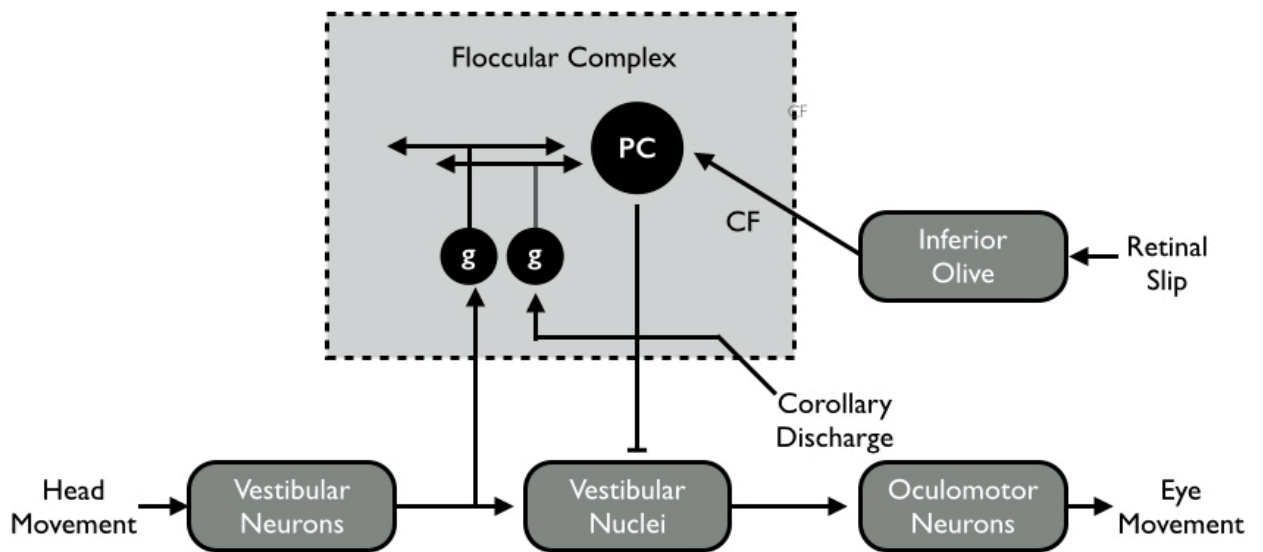 Floccular Complex
CF
PC
g
g
CF
Inferior
Olive
Retinal
Slip
Corollary
Discharge
Head
Movement
Vestibular
Neurons
Vestibular
Nuclei
Oculomotor
Neurons
Eye
Movement